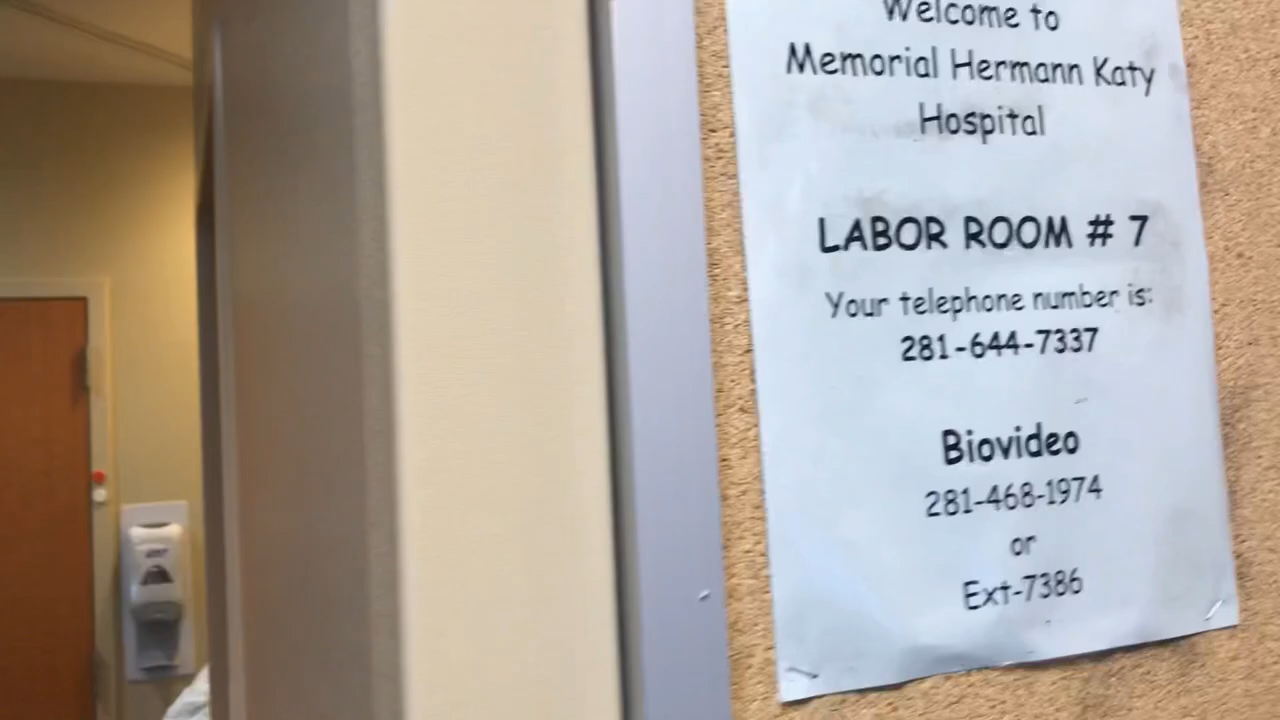 Welcome to
Memorial Hermann Katy
Hospital
LABOR ROOM # 7
Your telephone number is:
281-644-7337
Biovideo
281-468-1974
or
Ext-7386